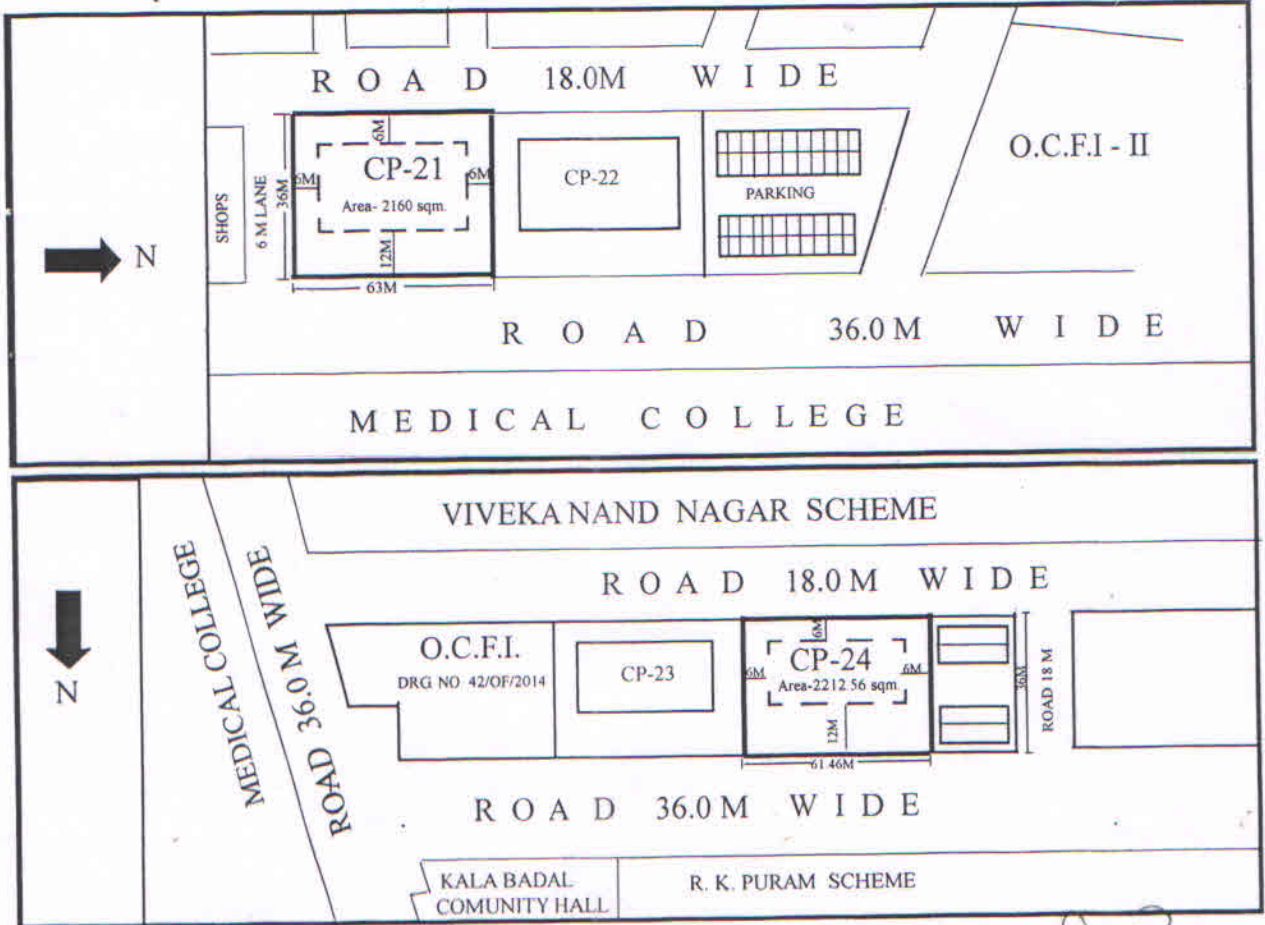 ROAD 18.0M WIDE
O.C.F.I - II
CP-21
Area- 2160 sqm.
6M
6M
6M
12M
36M
63M
SHOPS
6 M LANE
CP-22
PARKING
N
ROAD 36.0 M WIDE
MEDICAL COLLEGE
VIVEKA NAND NAGAR SCHEME
ROAD 18.0 M WIDE
N
MEDICAL COLLEGE
ROAD 36.0 M WIDE
O.C.F.I.
DRG NO 42/OF/2014
CP-23
CP-24
Area-2212.56 sqm.
6M
6M
6M
12M
61.46M
36M
ROAD 18 M
ROAD 36.0 M WIDE
KALA BADAL
COMUNITY HALL
R. K. PURAM SCHEME